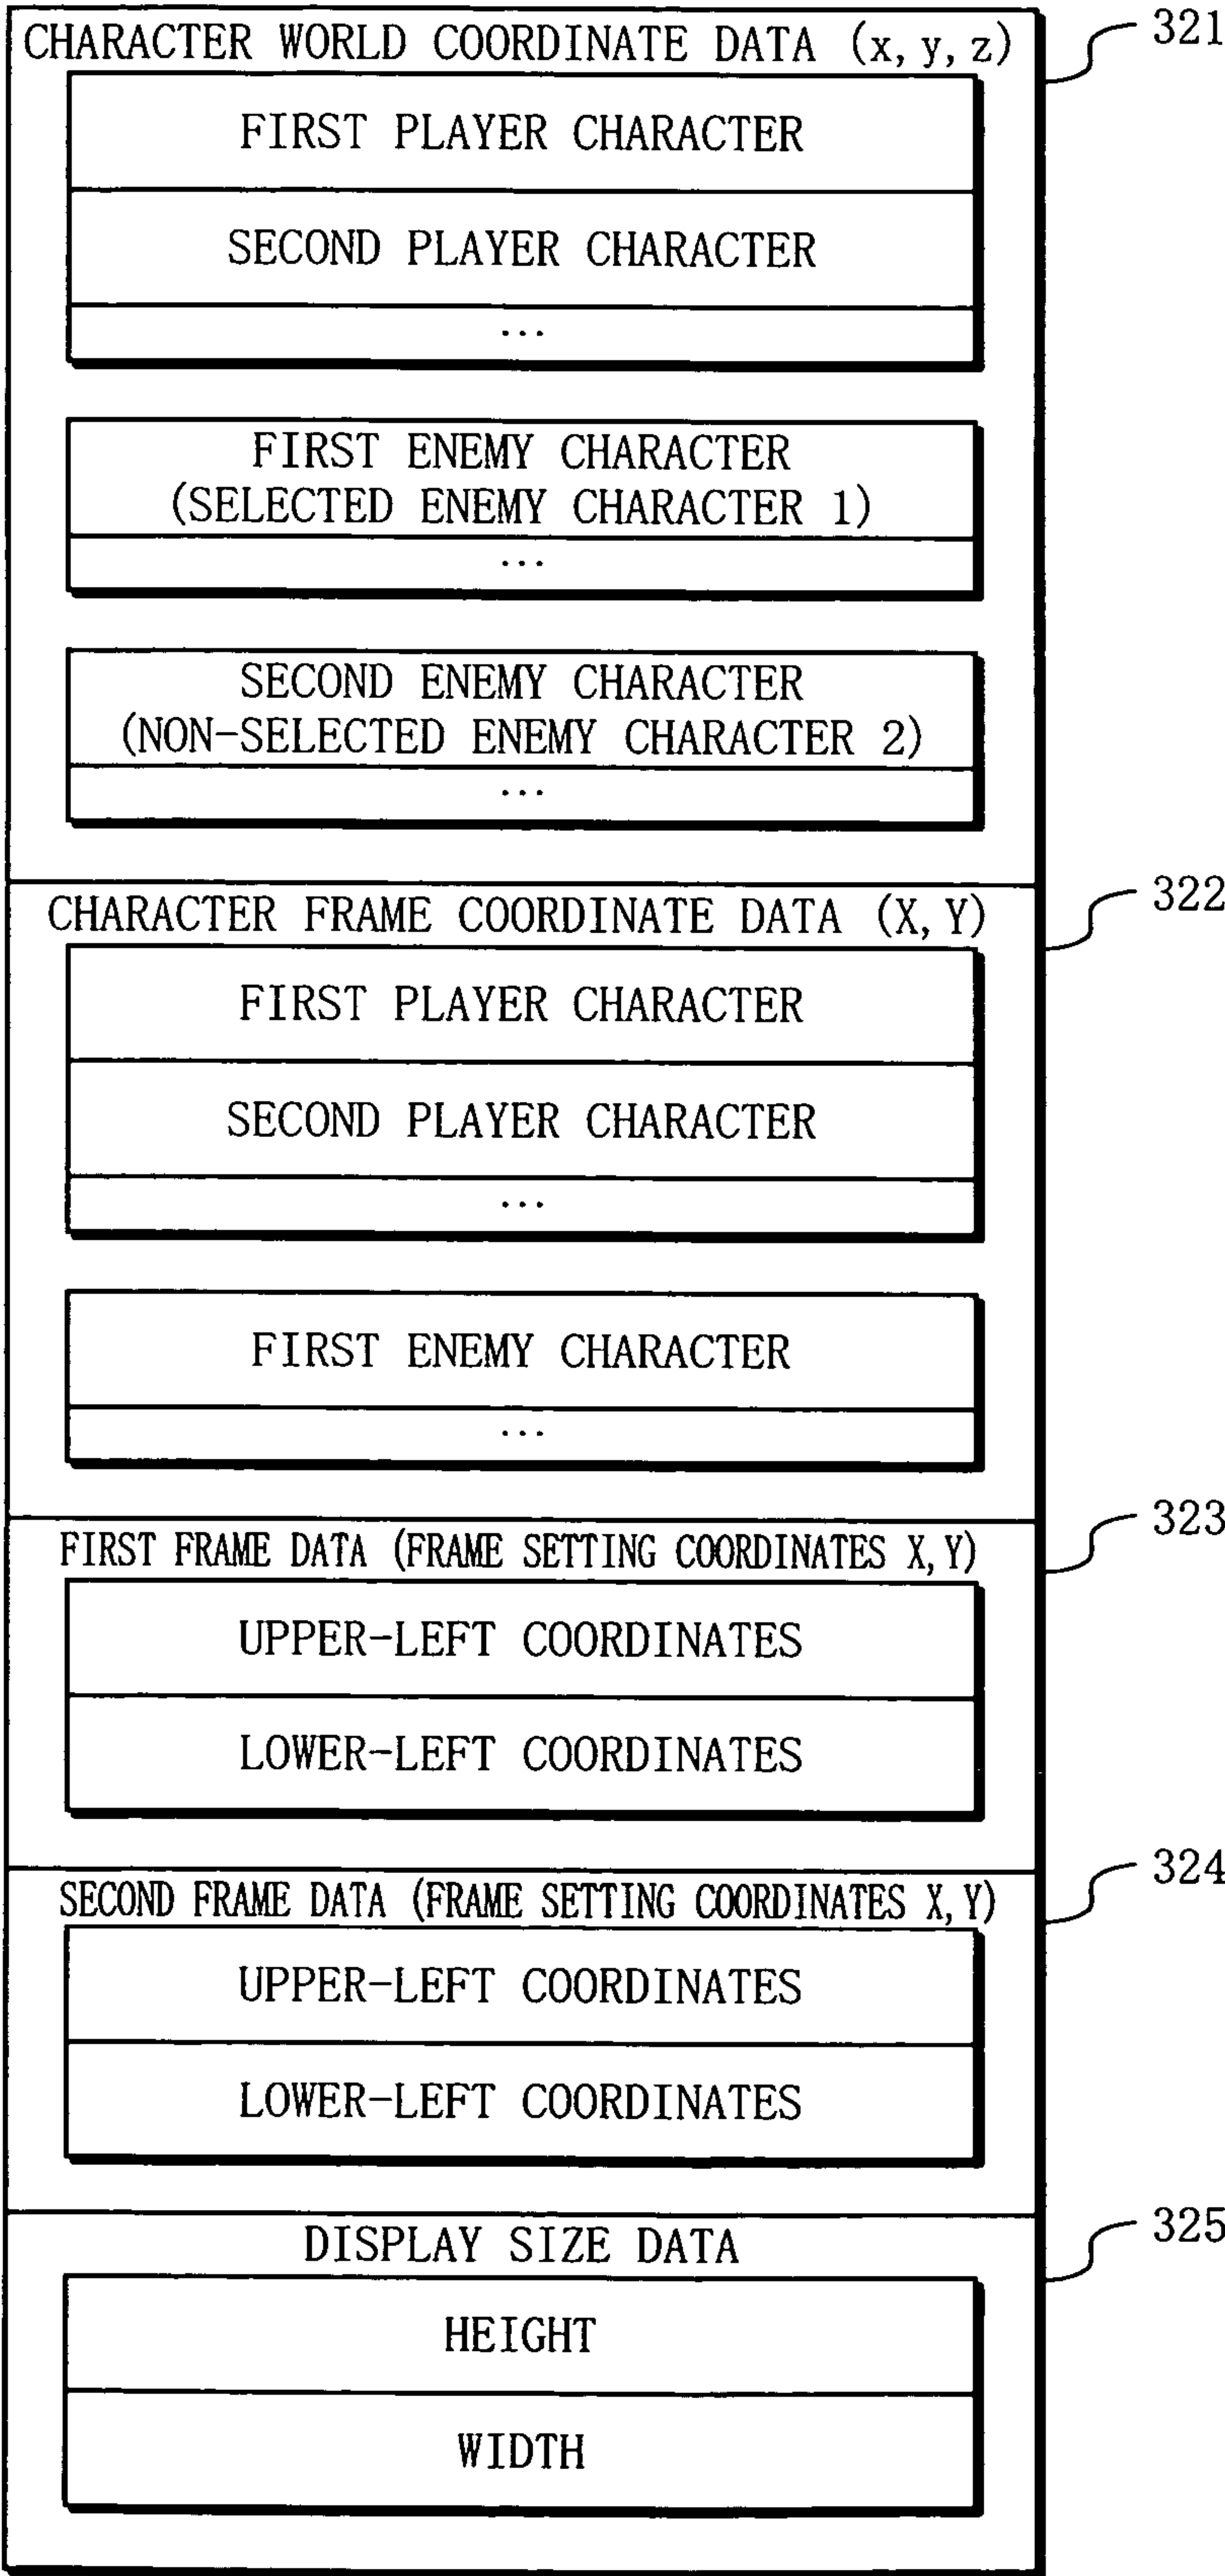 CHARACTER WORLD COORDINATE DATA (x, y, z)
321
FIRST PLAYER CHARACTER
SECOND PLAYER CHARACTER
...
FIRST ENEMY CHARACTER
(SELECTED ENEMY CHARACTER 1)
...
SECOND ENEMY CHARACTER
(NON-SELECTED ENEMY CHARACTER 2)
...
CHARACTER FRAME COORDINATE DATA (X, Y)
322
FIRST PLAYER CHARACTER
SECOND PLAYER CHARACTER
...
FIRST ENEMY CHARACTER
...
FIRST FRAME DATA (FRAME SETTING COORDINATES X, Y)
323
UPPER-LEFT COORDINATES
LOWER-LEFT COORDINATES
SECOND FRAME DATA (FRAME SETTING COORDINATES X, Y)
324
UPPER-LEFT COORDINATES
LOWER-LEFT COORDINATES
DISPLAY SIZE DATA
325
HEIGHT
WIDTH